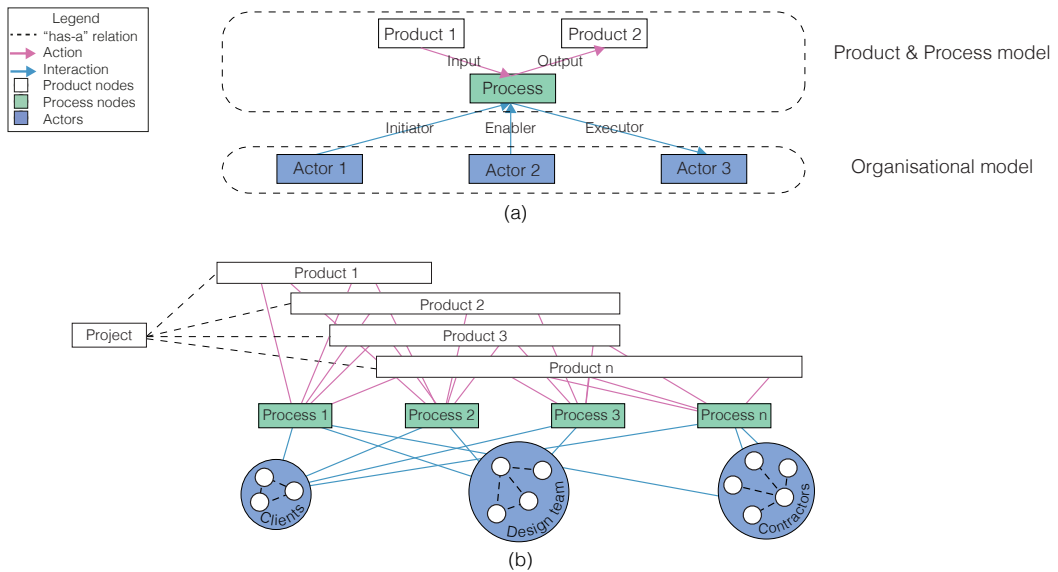 Legend
“has-a” relation
Action
Interaction
Product nodes
Process nodes
Actors
Product 1
Product 2
Input
Output
Process
Product & Process model
Initiator
Enabler
Executor
Actor 1
Actor 2
Actor 3
Organisational model
(a)
Product 1
Product 2
Project
Product 3
Product n
Process 1
Process 2
Process 3
Process n
Clients
Design team
Contractors
(b)